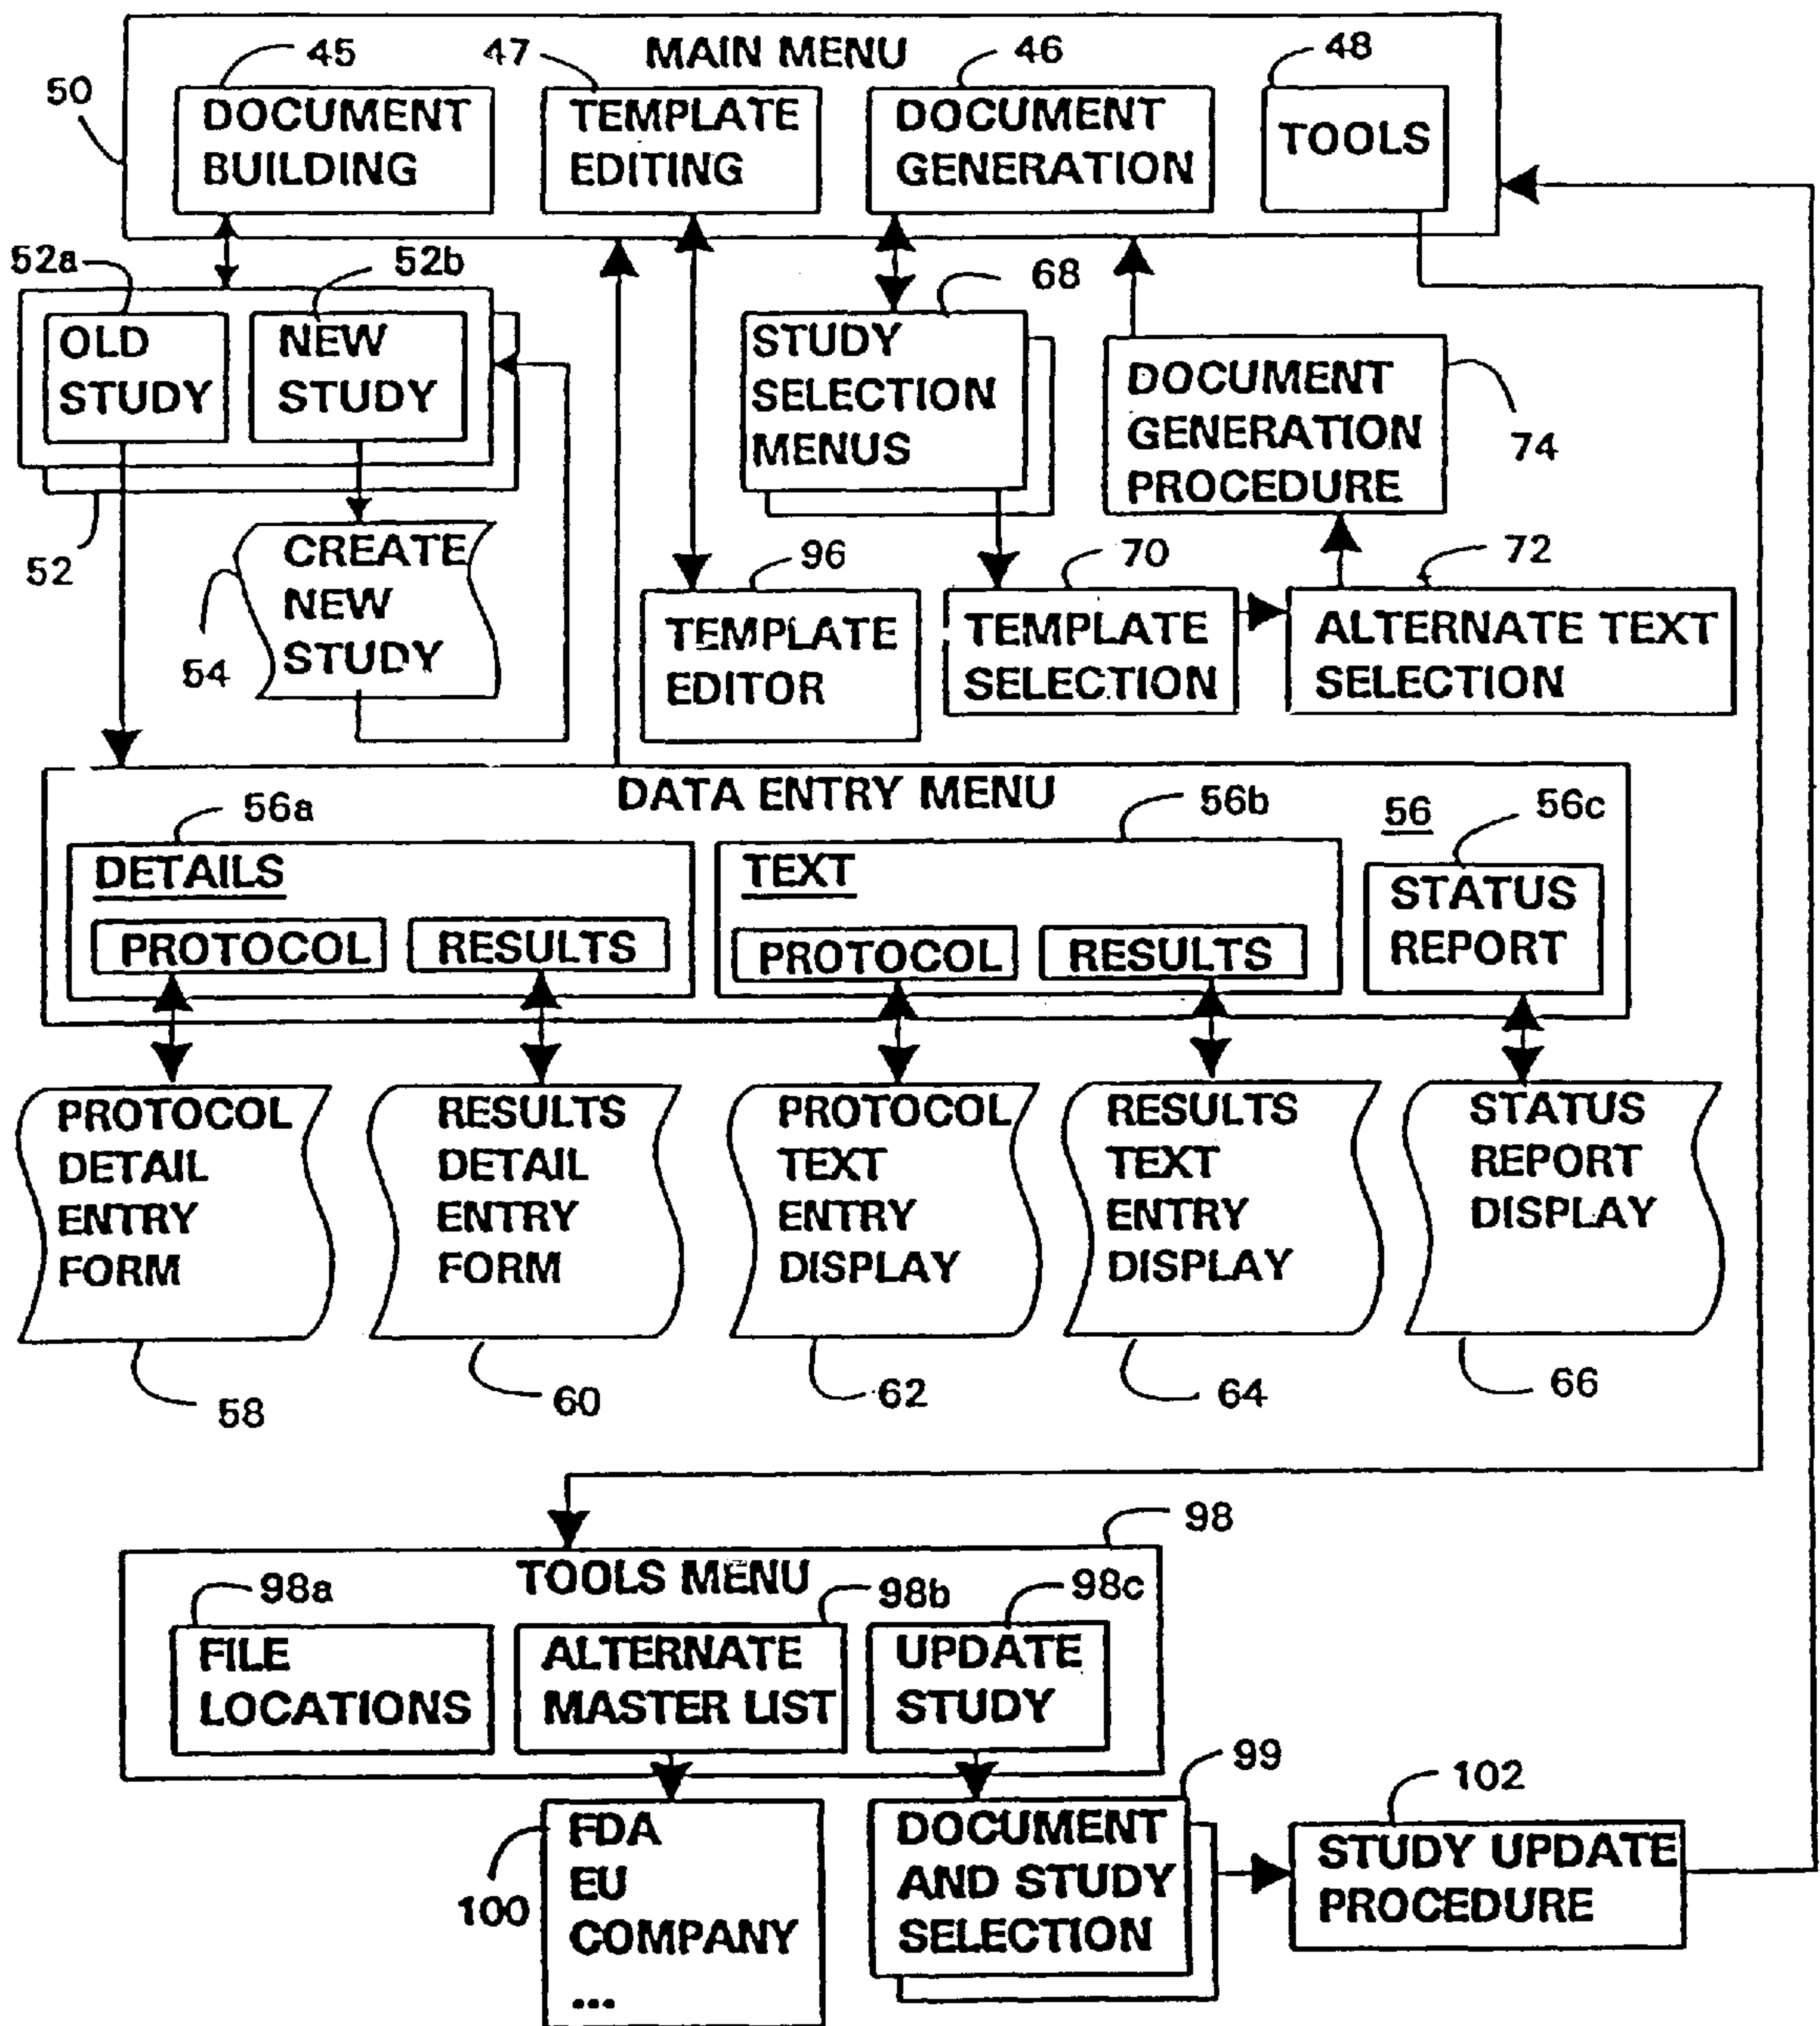 MAIN MENU
45
47
46
48
50
DOCUMENT
BUILDING
TEMPLATE
EDITING
DOCUMENT
GENERATION
TOOLS
52a
52b
68
OLD
STUDY
NEW
STUDY
STUDY
SELECTION
MENUS
DOCUMENT
GENERATION
PROCEDURE
74
52
54
CREATE
NEW
STUDY
96
TEMPLATE
EDITOR
70
TEMPLATE
SELECTION
72
ALTERNATE TEXT
SELECTION
DATA ENTRY MENU
56a
56b
56
56c
DETAILS
PROTOCOL
RESULTS
TEXT
PROTOCOL
RESULTS
STATUS
REPORT
PROTOCOL
DETAIL
ENTRY
FORM
RESULTS
DETAIL
ENTRY
FORM
PROTOCOL
TEXT
ENTRY
DISPLAY
RESULTS
TEXT
ENTRY
DISPLAY
STATUS
REPORT
DISPLAY
58
60
62
64
66
98
TOOLS MENU
98a
98b
98c
FILE
LOCATIONS
ALTERNATE
MASTER LIST
UPDATE
STUDY
99
102
100
FDA
EU
COMPANY
...
DOCUMENT
AND STUDY
SELECTION
STUDY UPDATE
PROCEDURE